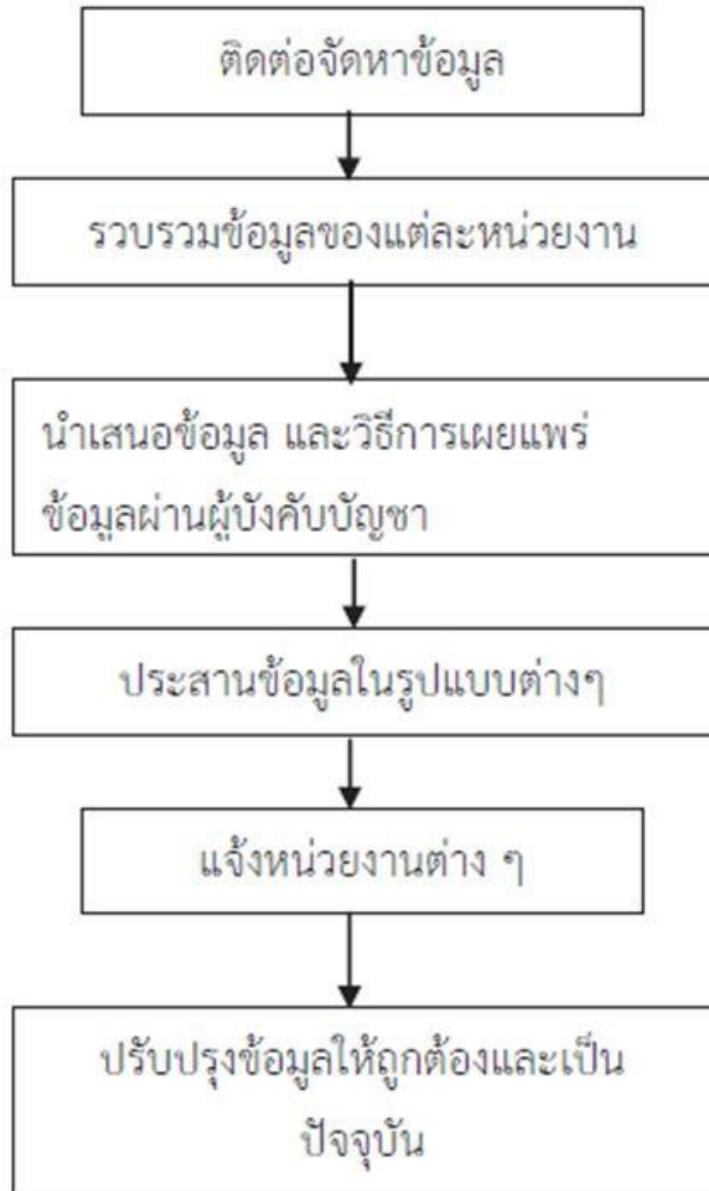 ติดต่อจัดหาข้อมูล
รวบรวมข้อมูลของแต่ละหน่วยงาน
นำเสนอข้อมูล และวิธีการเผยแพร่
ข้อมูลผ่านผู้บังคับบัญชา
ประสานข้อมูลในรูปแบบต่างๆ
แจ้งหน่วยงานต่าง ๆ
ปรับปรุงข้อมูลให้ถูกต้องและเป็น
ปัจจุบัน